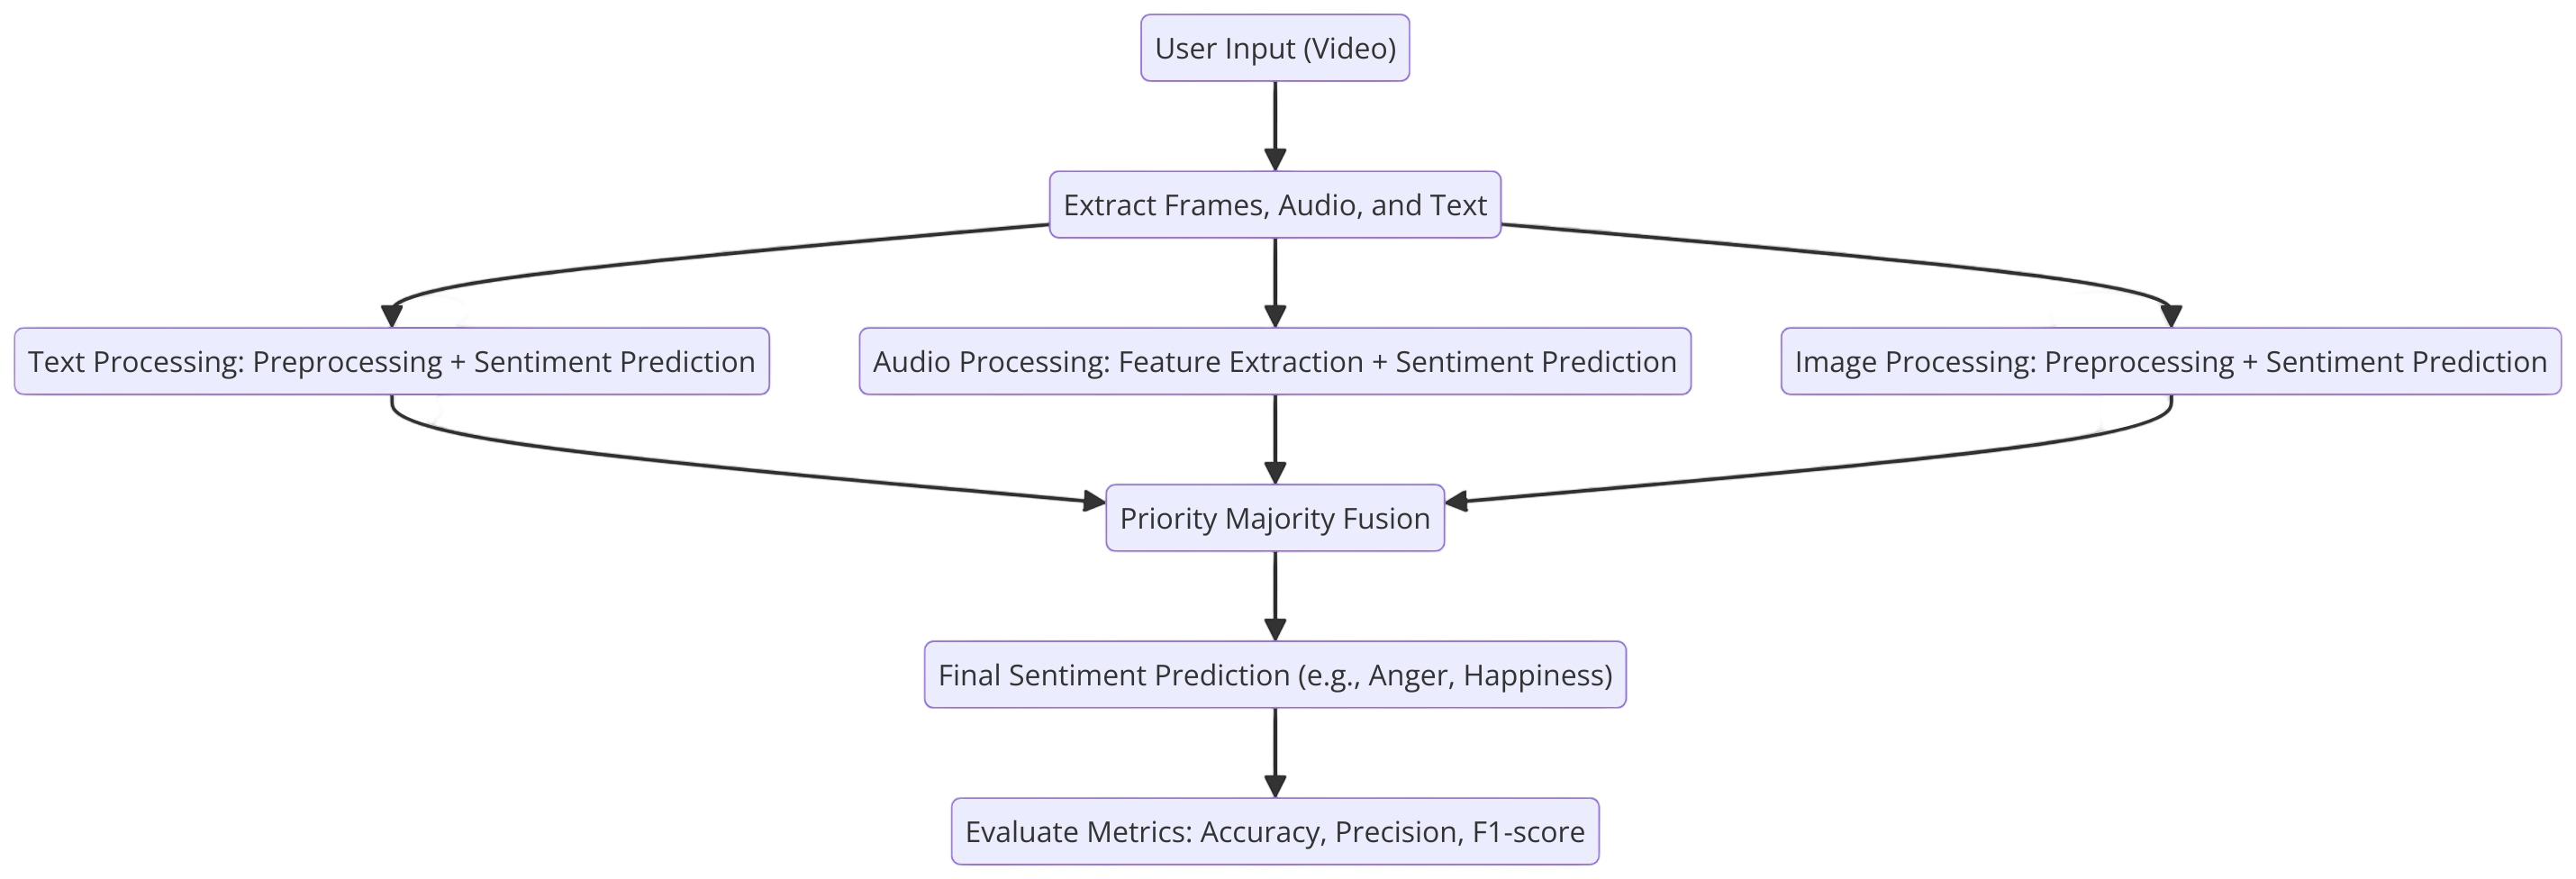 User Input (Video)
Extract Frames, Audio, and Text
Text Processing: Preprocessing + Sentiment Prediction
Audio Processing: Feature Extraction + Sentiment Prediction
Image Processing: Preprocessing + Sentiment Prediction
Priority Majority Fusion
Final Sentiment Prediction (e.g., Anger, Happiness)
Evaluate Metrics: Accuracy, Precision, F1-score